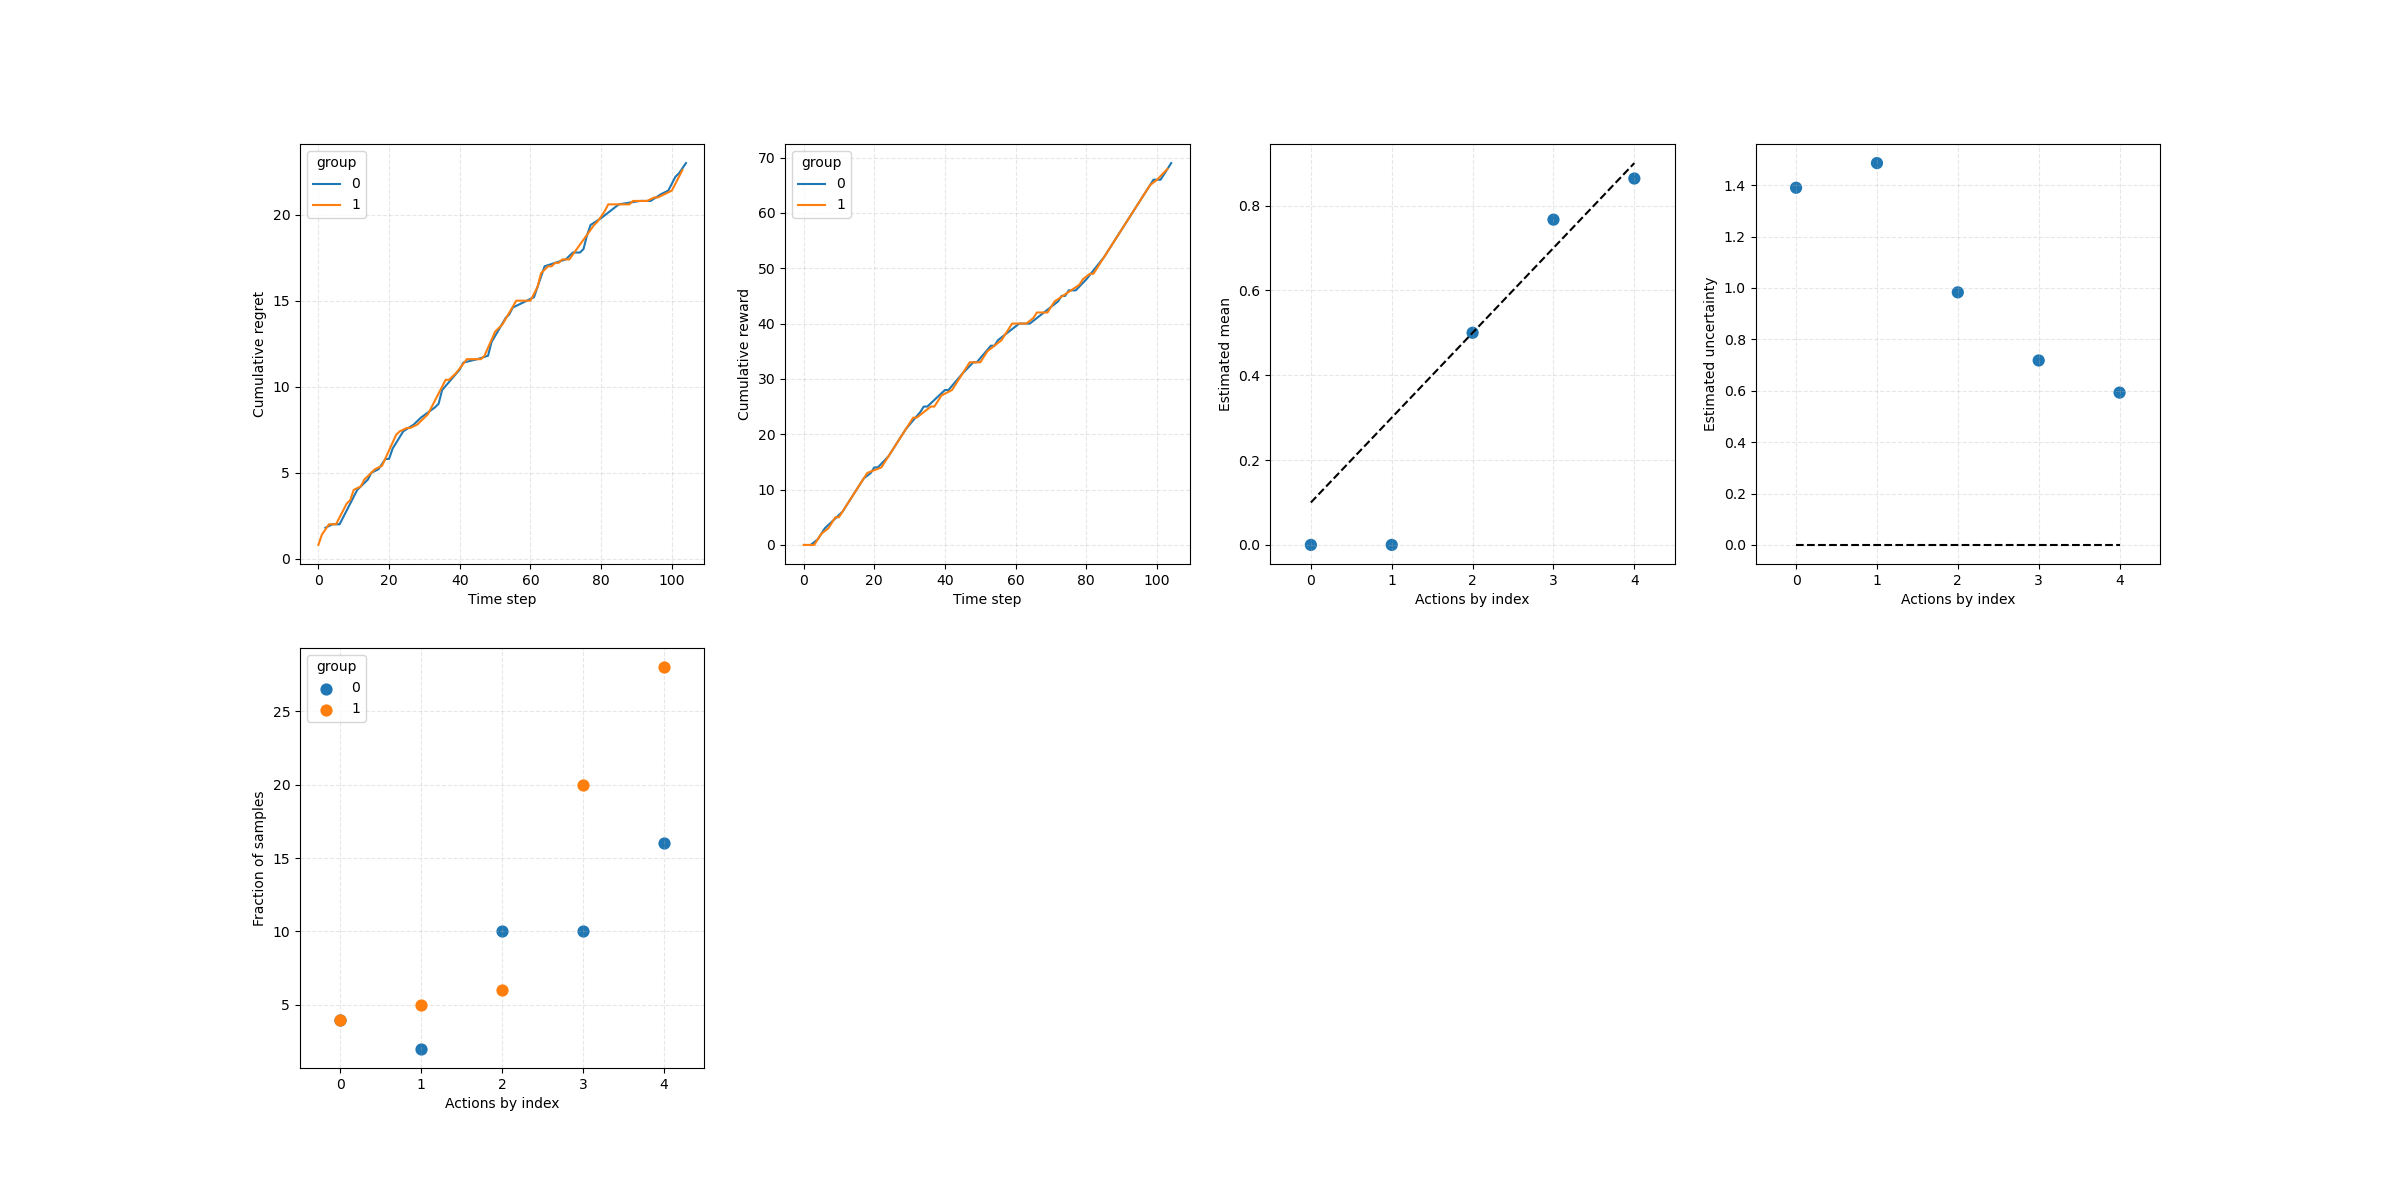 group
0
1
20
15
10
5
0
Cumulative regret
0 20 40 60 80 100
Time step
group
0
1
70
60
50
40
30
20
10
0
Cumulative reward
0 20 40 60 80 100
Time step
0.8
0.6
0.4
0.2
0.0
Estimated mean
0 1 2 3 4
Actions by index
1.4
1.2
1.0
0.8
0.6
0.4
0.2
0.0
Estimated uncertainty
0 1 2 3 4
Actions by index
group
0
1
25
20
15
10
5
Fraction of samples
0 1 2 3 4
Actions by index